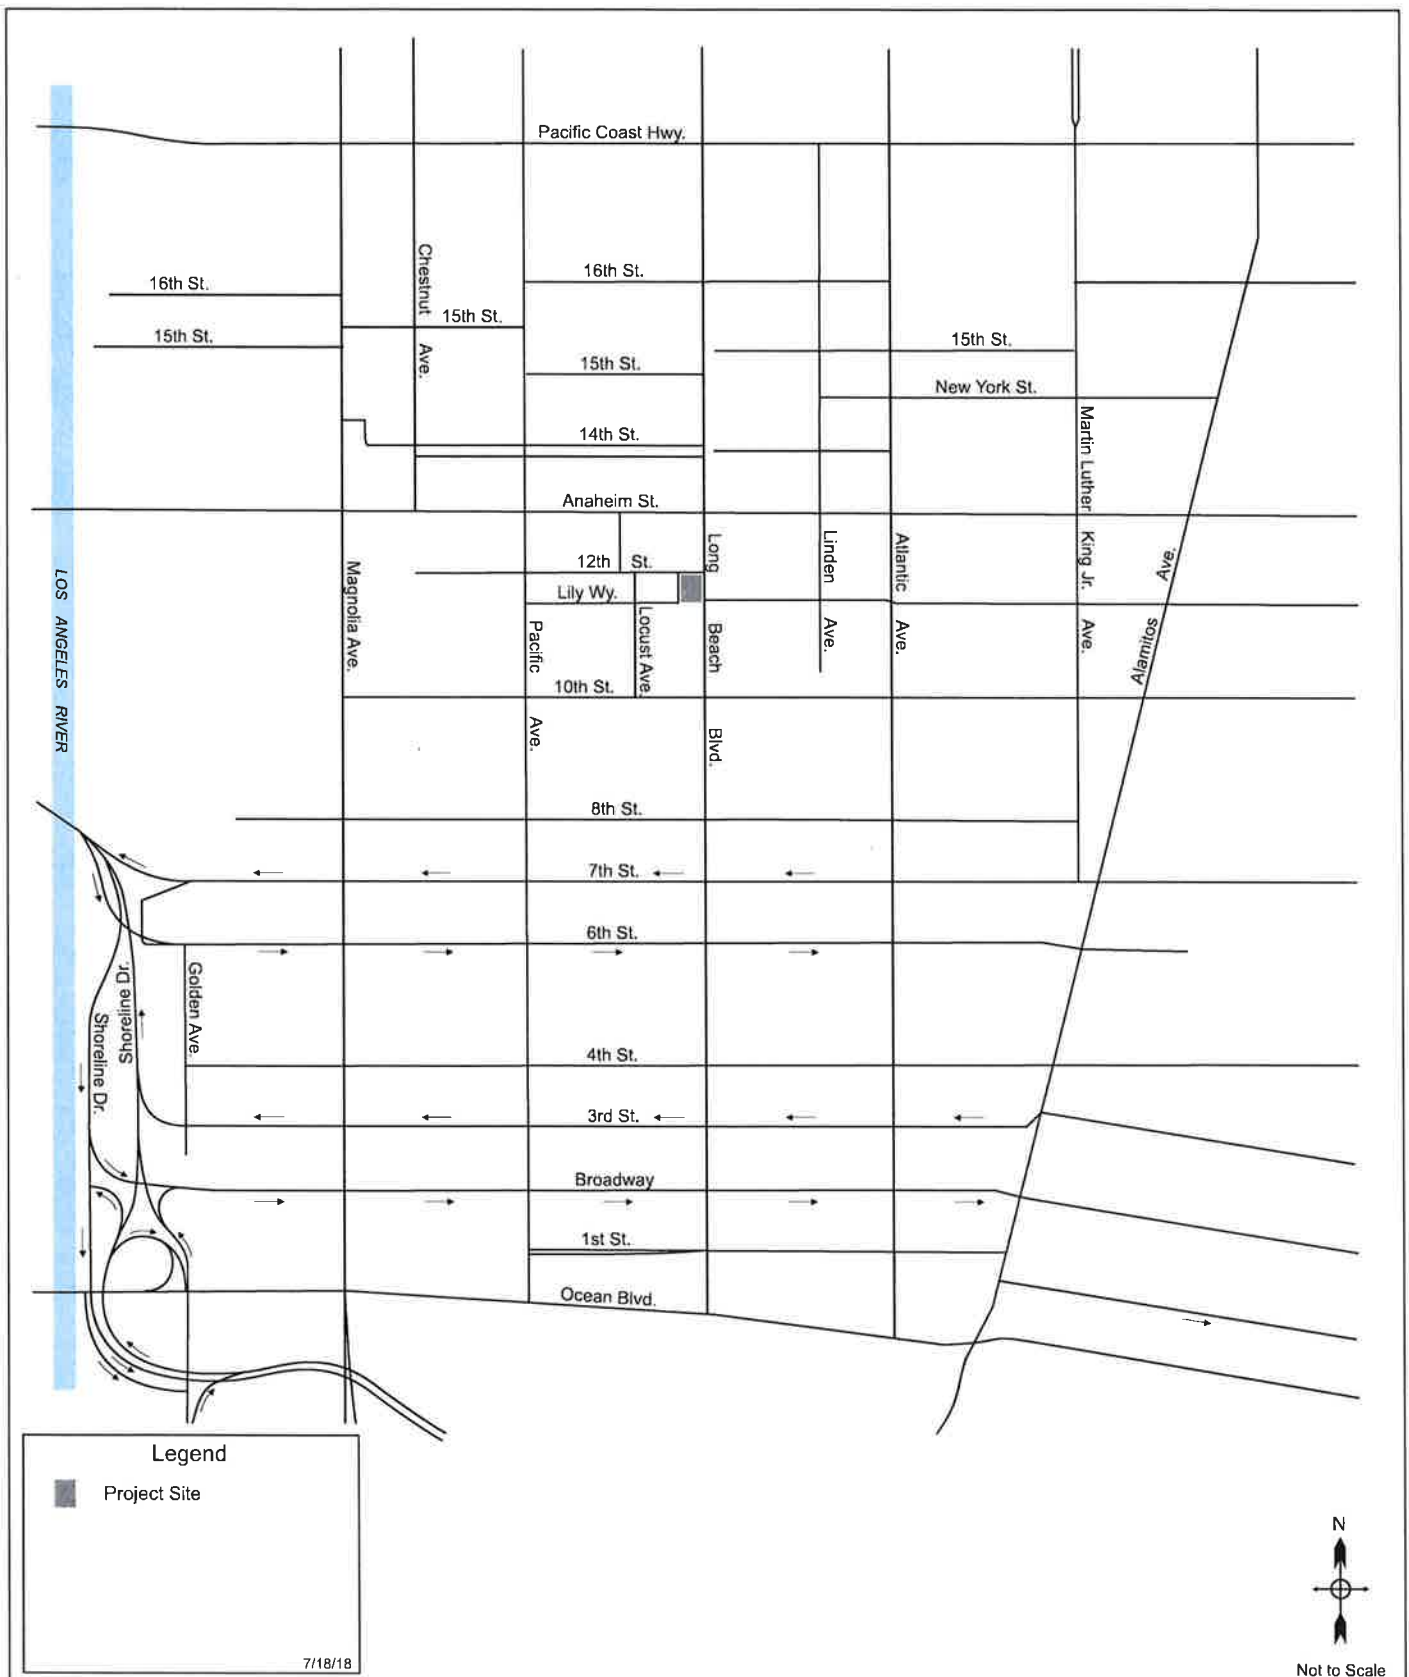 Pacific Coast Hwy.
Chestnut Ave.
16th St.
16th St.
15th St.
15th St.
15th St.
15th St.
New York St.
14th St.
Martin Luther King Jr. Ave.
Anaheim St.
12th St.
Lily Wy.
Long Beach Blvd.
Linden Ave.
Atlantic Ave.
Alamitos Ave.
Magnolia Ave.
Pacific Ave.
Locust Ave.
10th St.
LOS ANGELES RIVER
8th St.
7th St.
6th St.
Golden Ave.
Shoreline Dr.
Shoreline Dr.
4th St.
3rd St.
Broadway
1st St.
Ocean Blvd.
Legend
Project Site
7/18/18
N
Not to Scale